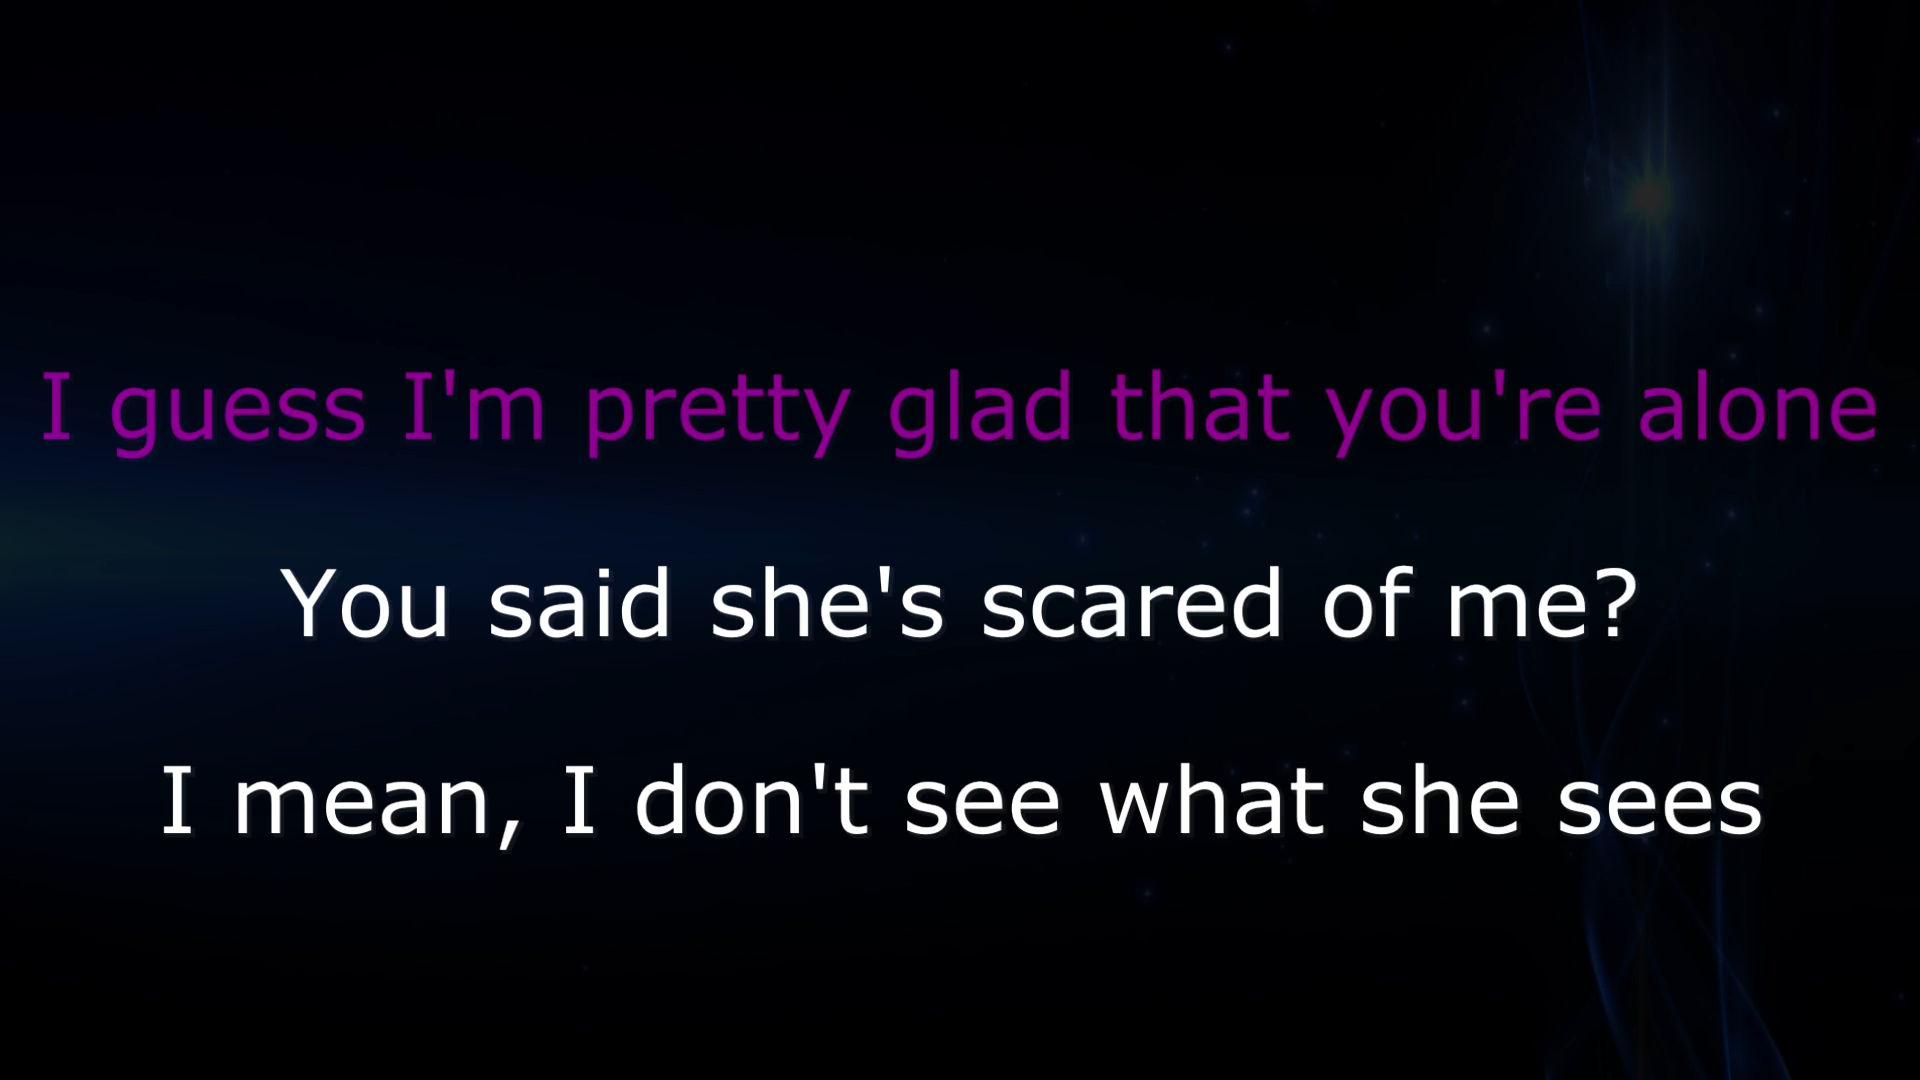 I guess I'm pretty glad that you're alone
You said she's scared of me?
I mean, I don't see what she sees